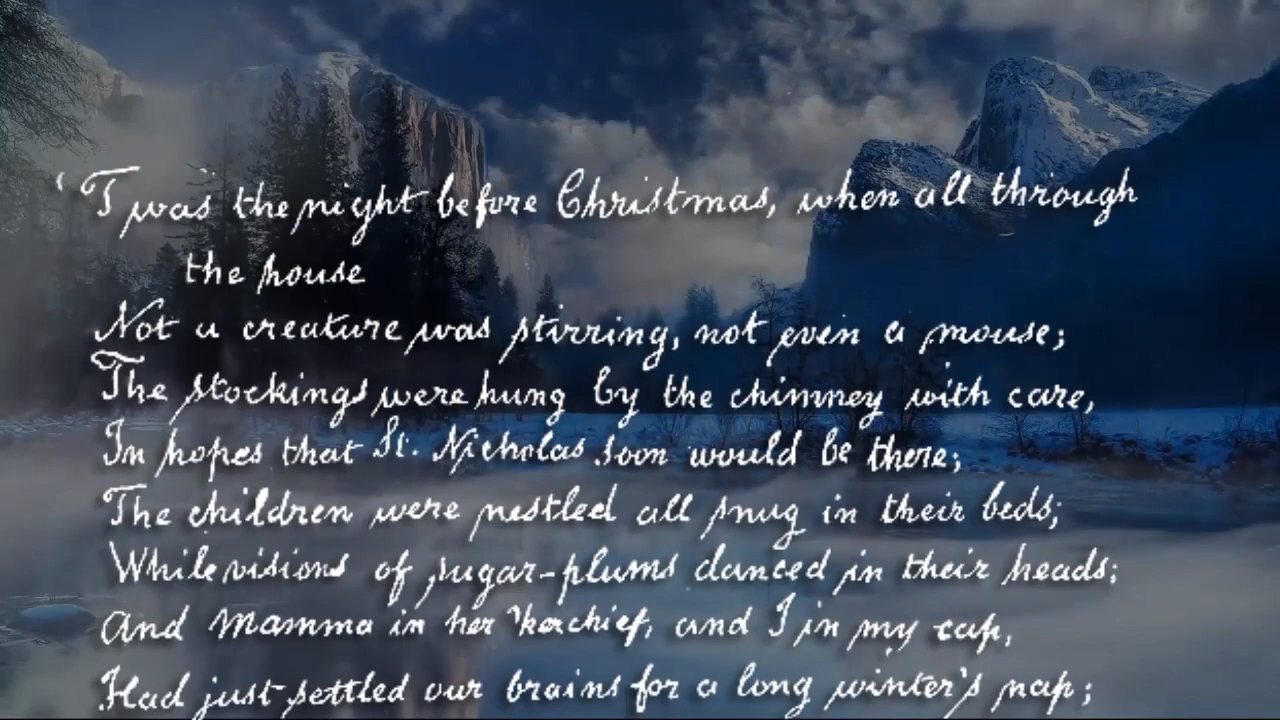 'Twas the night before Christmas, when all through
the house
Not a creature was stirring, not even a mouse;
The stockings were hung by the chimney with care,
In hopes that St. Nicholas soon would be there;
The children were nestled all snug in their beds;
While visions of sugar-plums danced in their heads;
And Mamma in her 'kerchief, and I in my cap,
Had just settled our brains for a long winter's nap;